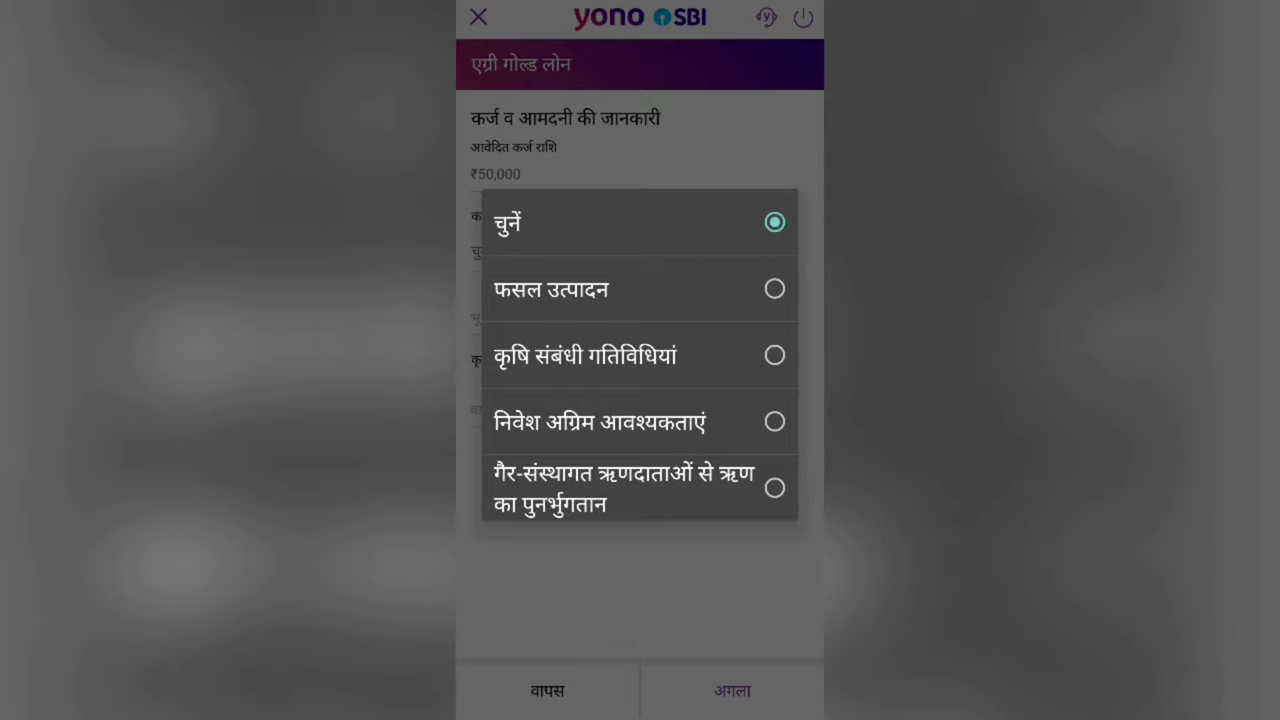 yono SBI
एग्री गोल्ड लोन
कर्ज व आमदनी की जानकारी
आवेदित कर्ज राशि
₹50,000
चुनें
फसल उत्पादन
कृषि संबंधी गतिविधियां
निवेश अग्रिम आवश्यकताएं
गैर-संस्थागत ऋणदाताओं से ऋण
का पुनर्भुगतान
वापस
अगला